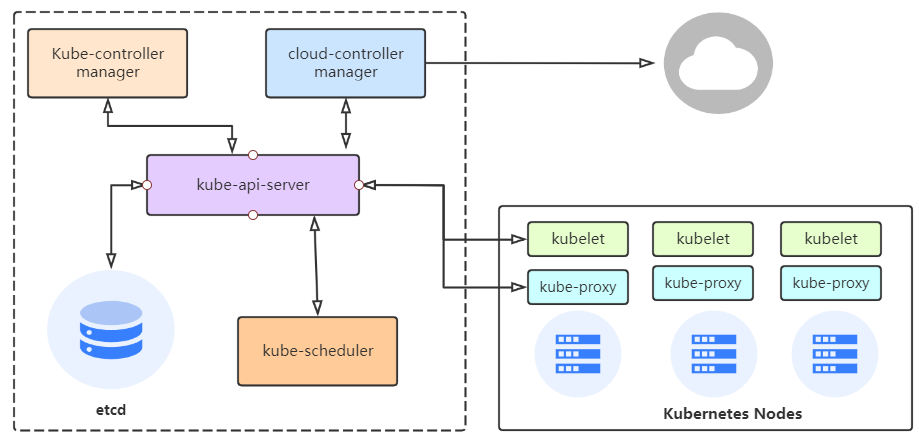 Kube-controller
manager
cloud-controller
manager
kube-api-server
etcd
kube-scheduler
kubelet
kubelet
kubelet
kube-proxy
kube-proxy
kube-proxy
Kubernetes Nodes